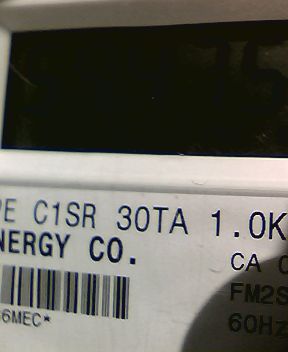 PE C1SR 30TA 1.0K
NERGY CO.
CA
FM2S
6MEC*
60Hz